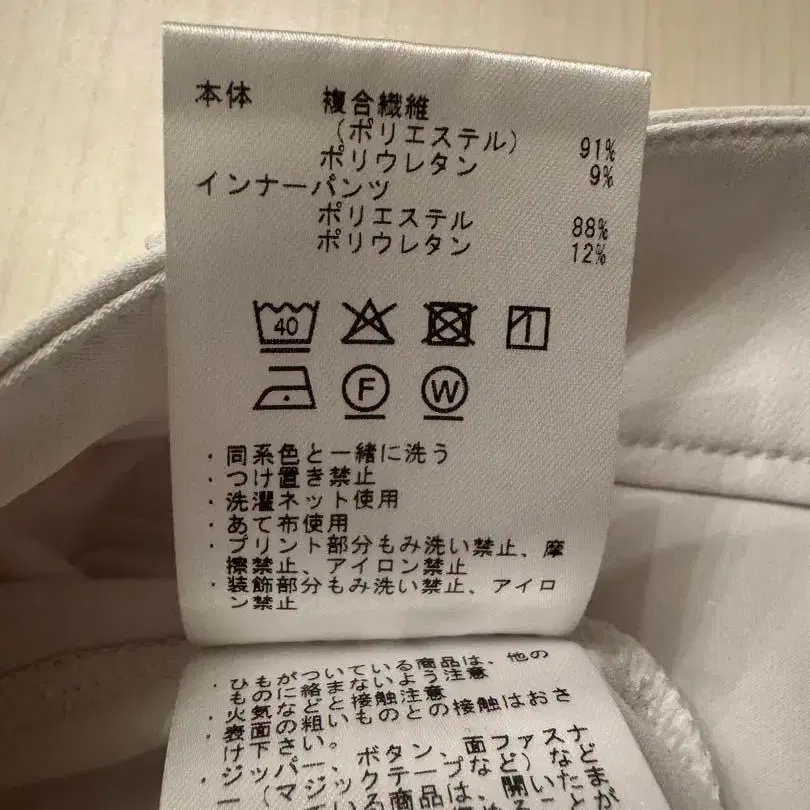 本体 複合繊維
(ポリエステル) 91%
ポリウレタン 9%
インナーパンツ
ポリエステル 88%
ポリウレタン 12%
40
F W
・同系色と一緒に洗う
・つけ置き禁止
・洗濯ネット使用
・あて布使用
・プリント部分もみ洗い禁止、摩
擦禁止、アイロン禁止
・装飾部分もみ洗い禁止、アイロ
ン禁止
・ひもがついている商品は、他の
ものに絡まないよう注意
・火気などと接触注意
・表面の粗いものとの接触はおさ
け下さい。
・ジッパー、ボタン、面ファスナ
ー(マジックテープなど)など
開いたまま